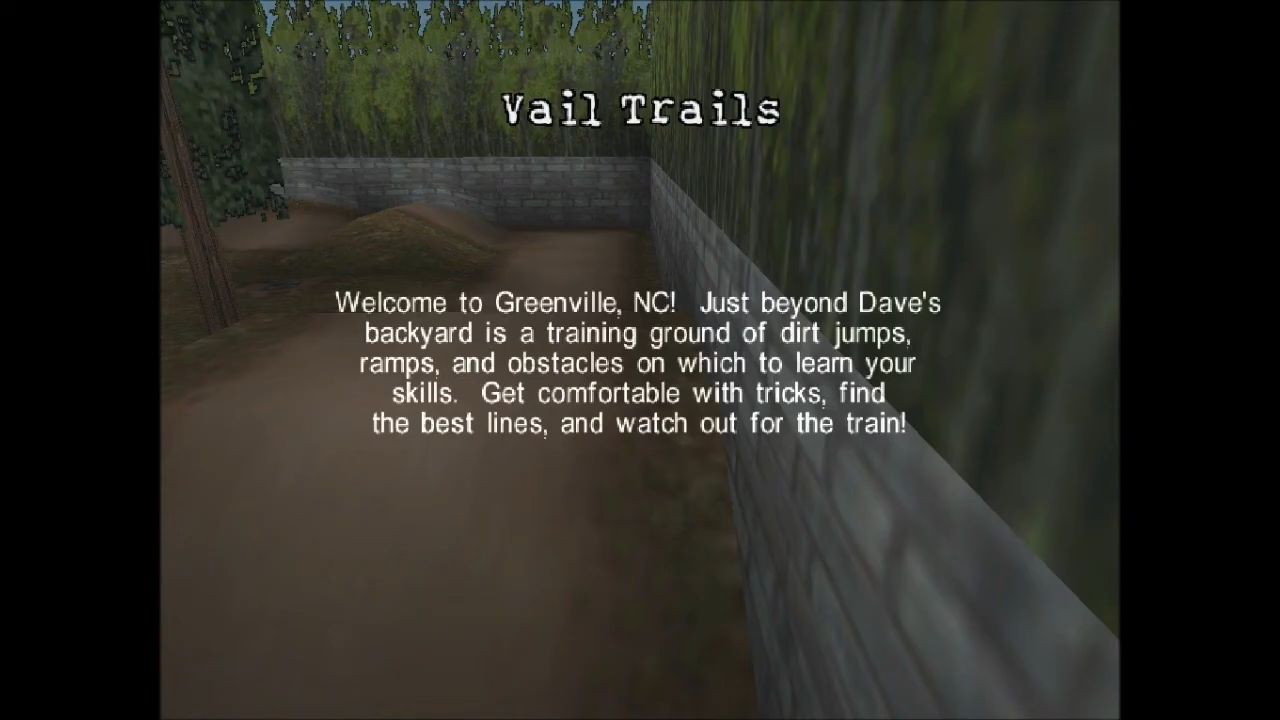 Vail Trails
Welcome to Greenville, NC!  Just beyond Dave's
backyard is a training ground of dirt jumps,
ramps, and obstacles on which to learn your
skills.  Get comfortable with tricks, find
the best lines, and watch out for the train!